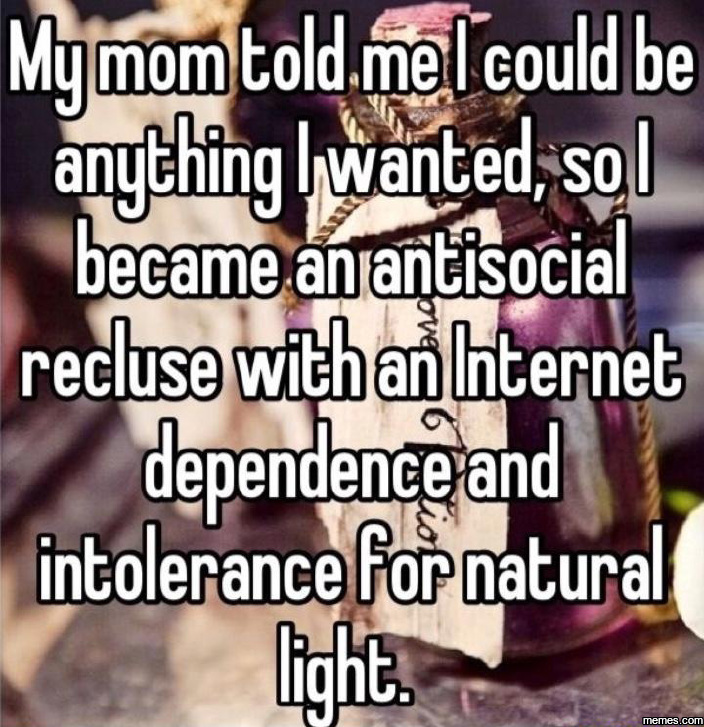 My mom told me I could be
anything I wanted, so I
became an antisocial
recluse with an Internet
dependence and
intolerance for natural
light.
memes.com